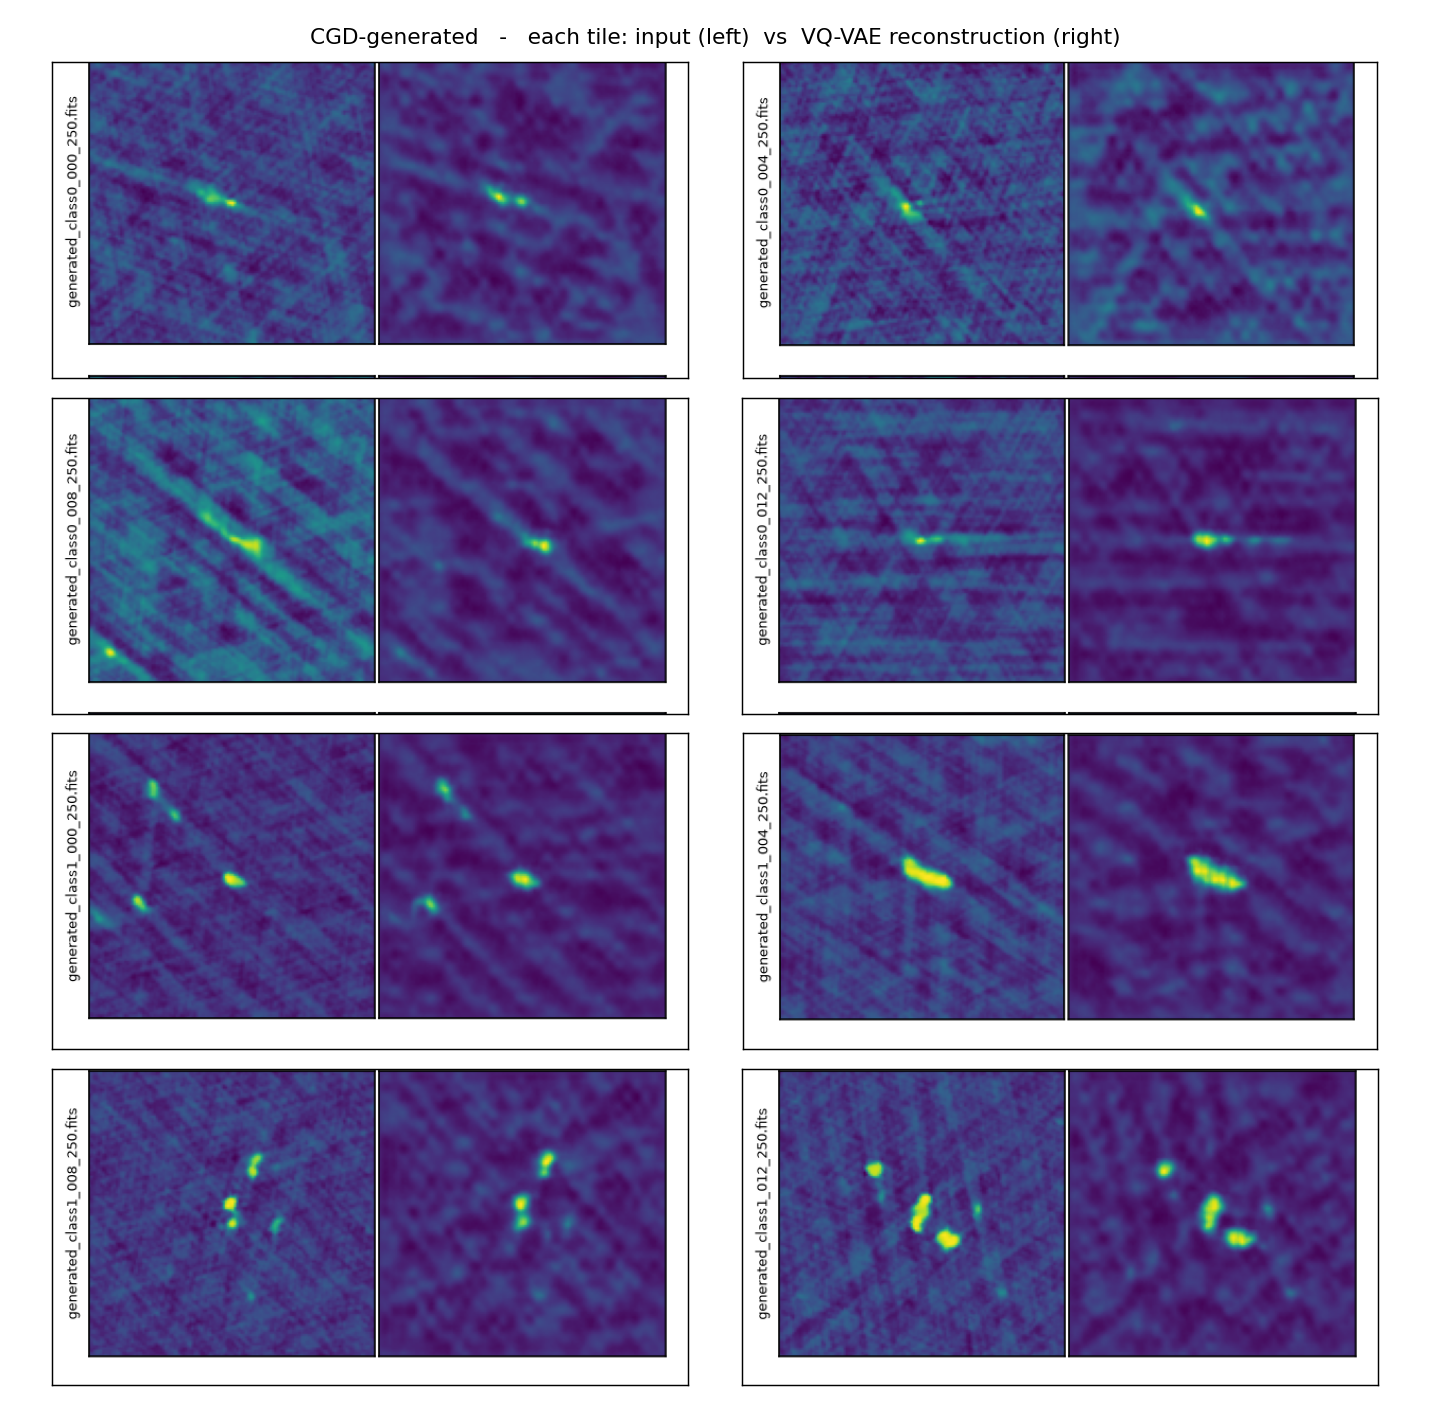 CGD-generated - each tile: input (left) vs VQ-VAE reconstruction (right)
generated_class0_000_250.fits
generated_class0_004_250.fits
generated_class0_008_250.fits
generated_class0_012_250.fits
generated_class1_000_250.fits
generated_class1_004_250.fits
generated_class1_008_250.fits
generated_class1_012_250.fits